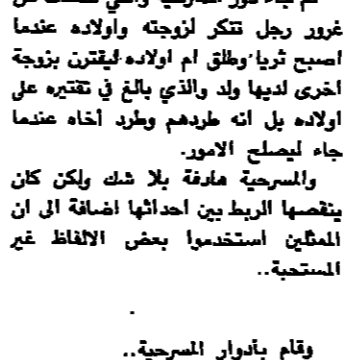 غرور رجل تنكر لزوجته واولاده عندما
اصبح ثريا وطلق ام اولاده ليقترن بزوجة
اخرى لديها ولد والذي بالغ في تقتيره على
اولاده بل انه طردهم وطرد أخاه عندما
جاء ليصلح الامور.
والمسرحية هادفة بلا شك ولكن كان
ينقصها الربط بين أحداثها اضافة الى ان
الممثلين استخدموا بعض الالفاظ غير
المستحبة..
وقام بأدوار المسرحية..